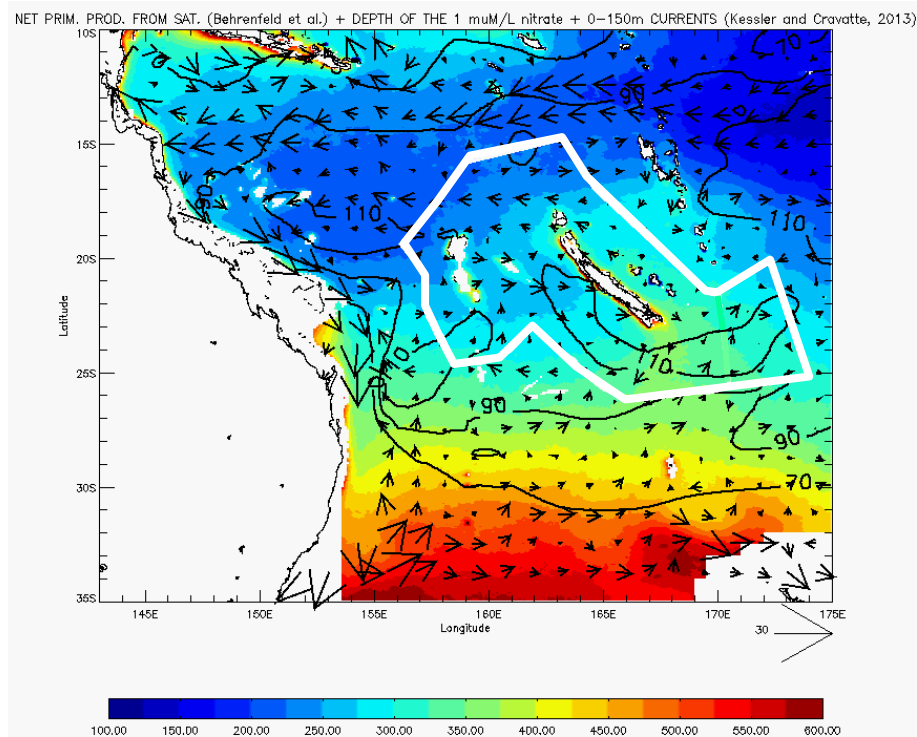 NET PRIM. PROD. FROM SAT. (Behrenfeld et al.) + DEPTH OF THE 1 muM/L nitrate + 0-150m CURRENTS (Kessler and Cravatte, 2013)
10S
70
90
15S
90
110
110
Latitude
20S
25S
110
70
90
90
30S
70
35S
145E 150E 155E 160E 165E 170E 175E
Longitude
30
100.00 150.00 200.00 250.00 300.00 350.00 400.00 450.00 500.00 550.00 600.00